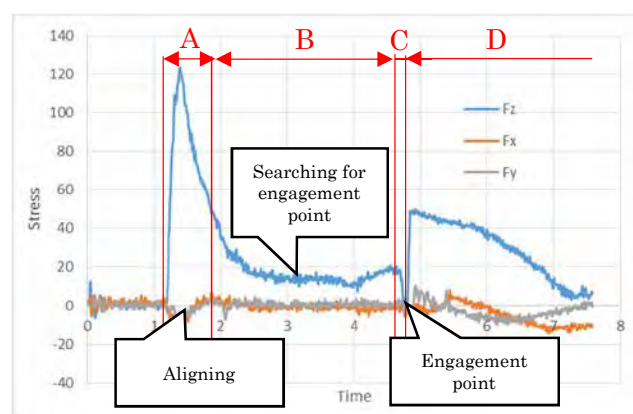 A B C D
140
120
100
80
60
40
20
0
-20
-40
Stress
0 1 2 3 4 5 6 7 8
Time
Fz
Fx
Fy
Searching for
engagement
point
Aligning
Engagement
point